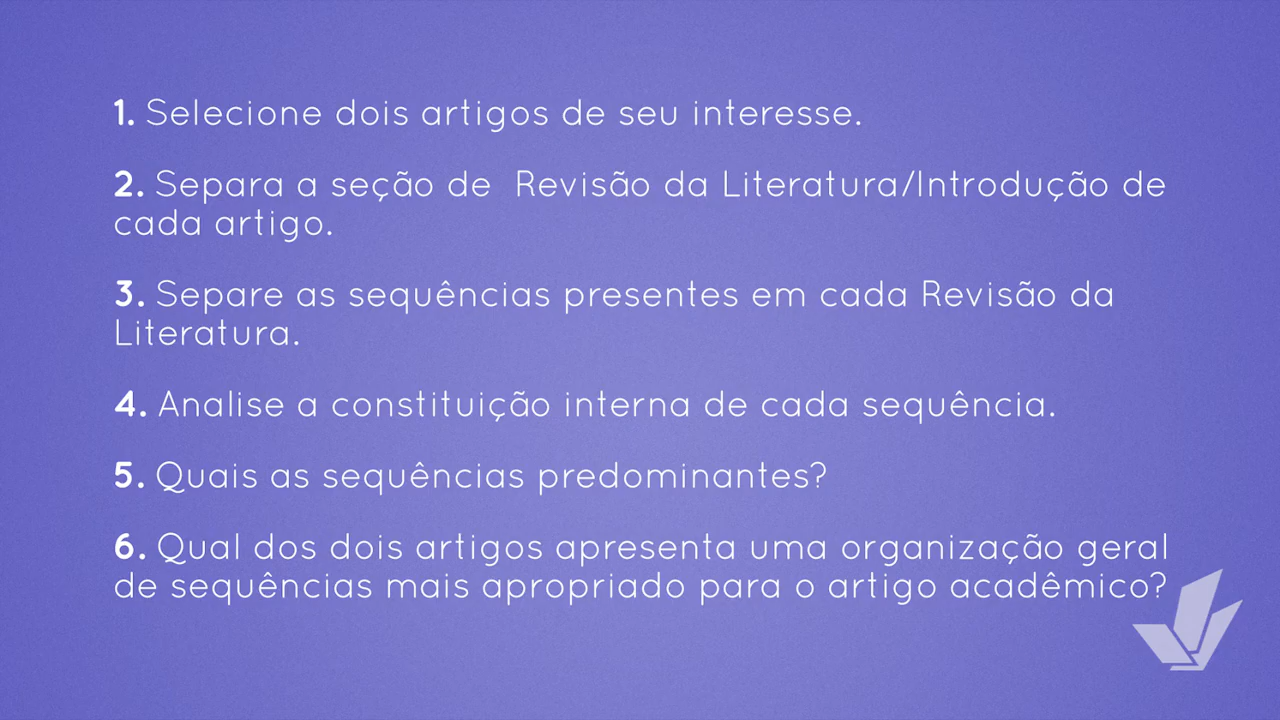 1. Selecione dois artigos de seu interesse.
2. Separa a seção de  Revisão da Literatura/Introdução de
cada artigo.
3. Separe as sequências presentes em cada Revisão da
Literatura.
4. Analise a constituição interna de cada sequência.
5. Quais as sequências predominantes?
6. Qual dos dois artigos apresenta uma organização geral
de sequências mais apropriado para o artigo acadêmico?